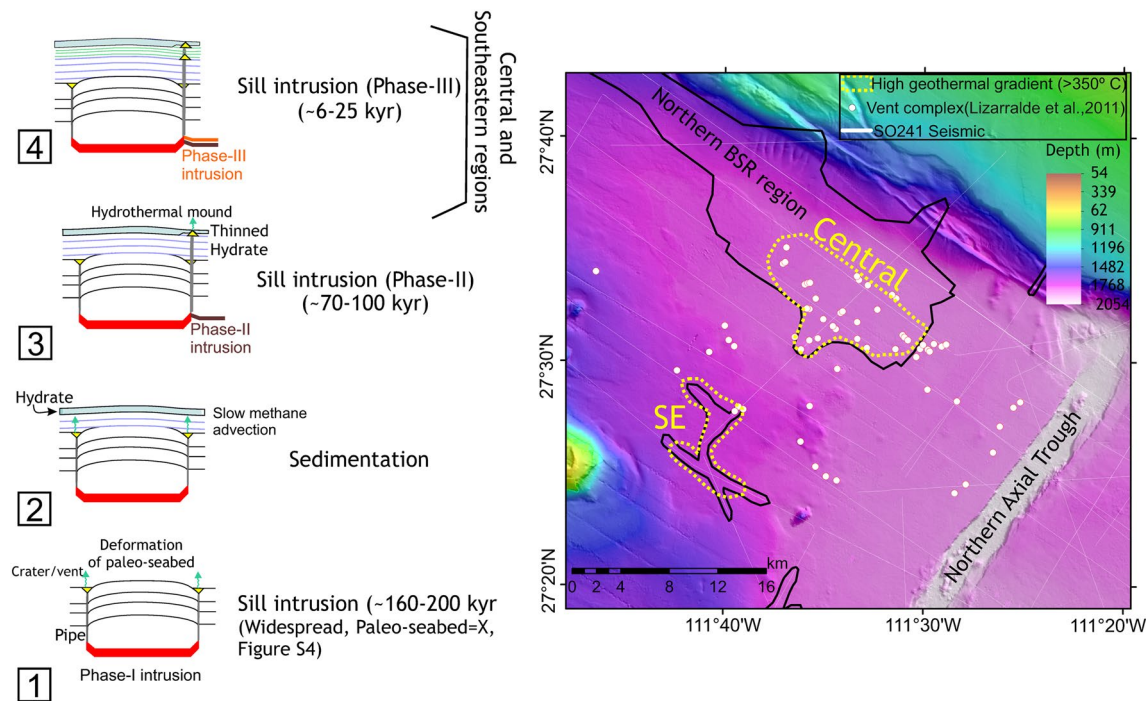 4
Sill intrusion (Phase-III)
(~6-25 kyr)
Phase-III
intrusion
Central and
Southeastern regions
3
Hydrothermal mound
Thinned
Hydrate
Sill intrusion (Phase-II)
(~70-100 kyr)
Phase-II
intrusion
2
Hydrate
Slow methane
advection
Sedimentation
1
Deformation
of paleo-seabed
Crater/vent
Pipe
Phase-I intrusion
Sill intrusion (~160-200 kyr
(Widespread, Paleo-seabed=X,
Figure S4)
High geothermal gradient (>350º C)
Vent complex(Lizarralde et al.,2011)
SO241 Seismic
Depth (m)
54
339
62
911
1196
1482
1768
2054
Northern BSR region
Central
SE
Northern Axial Trough
km
0 2 4 8 12 16
27°40'N
27°30'N
27°20'N
111°40'W
111°30'W
111°20'W